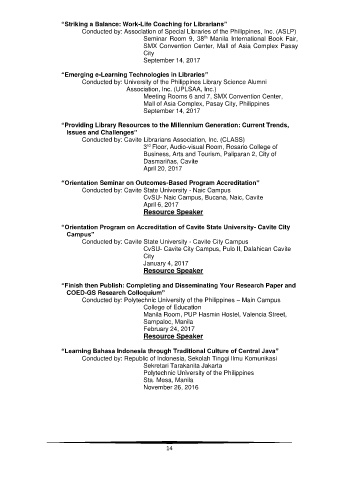 “Striking a Balance: Work-Life Coaching for Librarians”
Conducted by: Association of Special Libraries of the Philippines, Inc. (ASLP)
Seminar Room 9, 38th Manila International Book Fair,
SMX Convention Center, Mall of Asia Complex Pasay
City
September 14, 2017
“Emerging e-Learning Technologies in Libraries”
Conducted by: University of the Philippines Library Science Alumni
Association, Inc. (UPLSAA, Inc.)
Meeting Rooms 6 and 7, SMX Convention Center,
Mall of Asia Complex, Pasay City, Philippines
September 14, 2017
“Providing Library Resources to the Millennium Generation: Current Trends,
Issues and Challenges”
Conducted by: Cavite Librarians Association, Inc. (CLASS)
3rd Floor, Audio-visual Room, Rosario College of
Business, Arts and Tourism, Paliparan 2, City of
Dasmariñas, Cavite
April 20, 2017
“Orientation Seminar on Outcomes-Based Program Accreditation”
Conducted by: Cavite State University - Naic Campus
CvSU- Naic Campus, Bucana, Naic, Cavite
April 6, 2017
Resource Speaker
“Orientation Program on Accreditation of Cavite State University- Cavite City
Campus”
Conducted by: Cavite State University - Cavite City Campus
CvSU- Cavite City Campus, Pulo II, Dalahican Cavite
City
January 4, 2017
Resource Speaker
“Finish then Publish: Completing and Disseminating Your Research Paper and
COED-GS Research Colloquium”
Conducted by: Polytechnic University of the Philippines – Main Campus
College of Education
Manila Room, PUP Hasmin Hostel, Valencia Street,
Sampaloc, Manila
February 24, 2017
Resource Speaker
“Learning Bahasa Indonesia through Traditional Culture of Central Java”
Conducted by: Republic of Indonesia, Sekolah Tinggi Ilmu Komunikasi
Sekretari Tarakanita Jakarta
Polytechnic University of the Philippines
Sta. Mesa, Manila
November 26, 2016
14